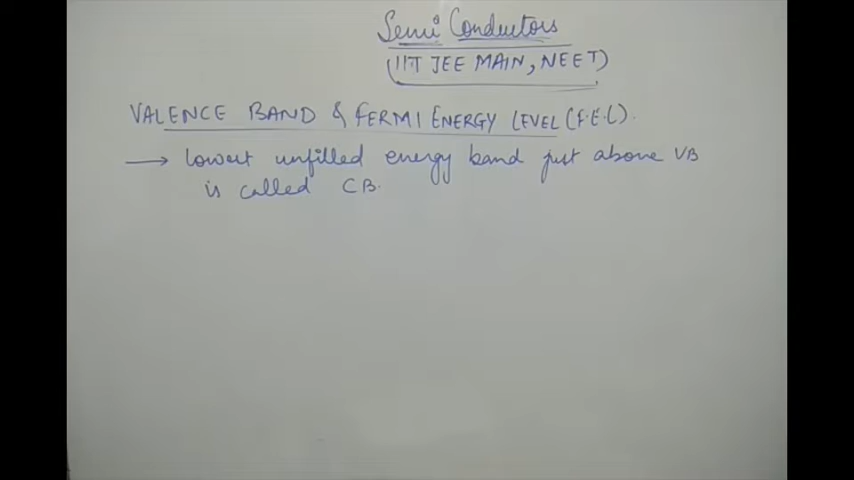 Semi Conductors
(IIT JEE MAIN, NEET)
VALENCE BAND & FERMI ENERGY LEVEL (F.E.L).
→ lowest unfilled energy band just above VB
is called CB.